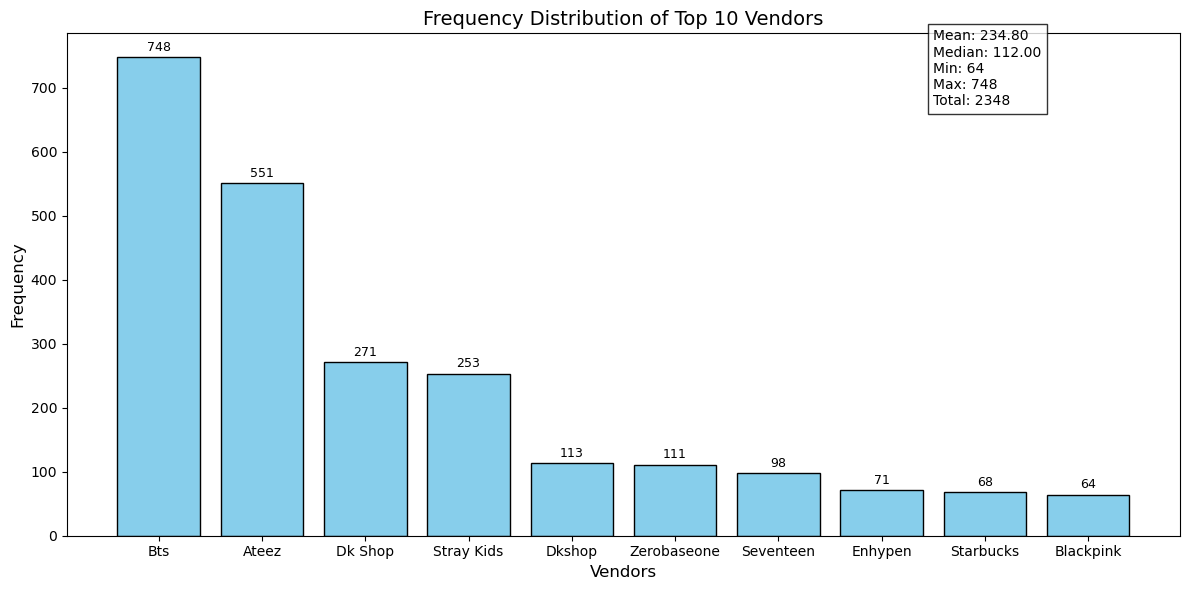 Frequency Distribution of Top 10 Vendors
Mean: 234.80
Median: 112.00
Min: 64
Max: 748
Total: 2348
Frequency
700
600
500
400
300
200
100
0
748
551
271
253
113
111
98
71
68
64
Bts
Ateez
Dk Shop
Stray Kids
Dkshop
Zerobaseone
Seventeen
Enhypen
Starbucks
Blackpink
Vendors